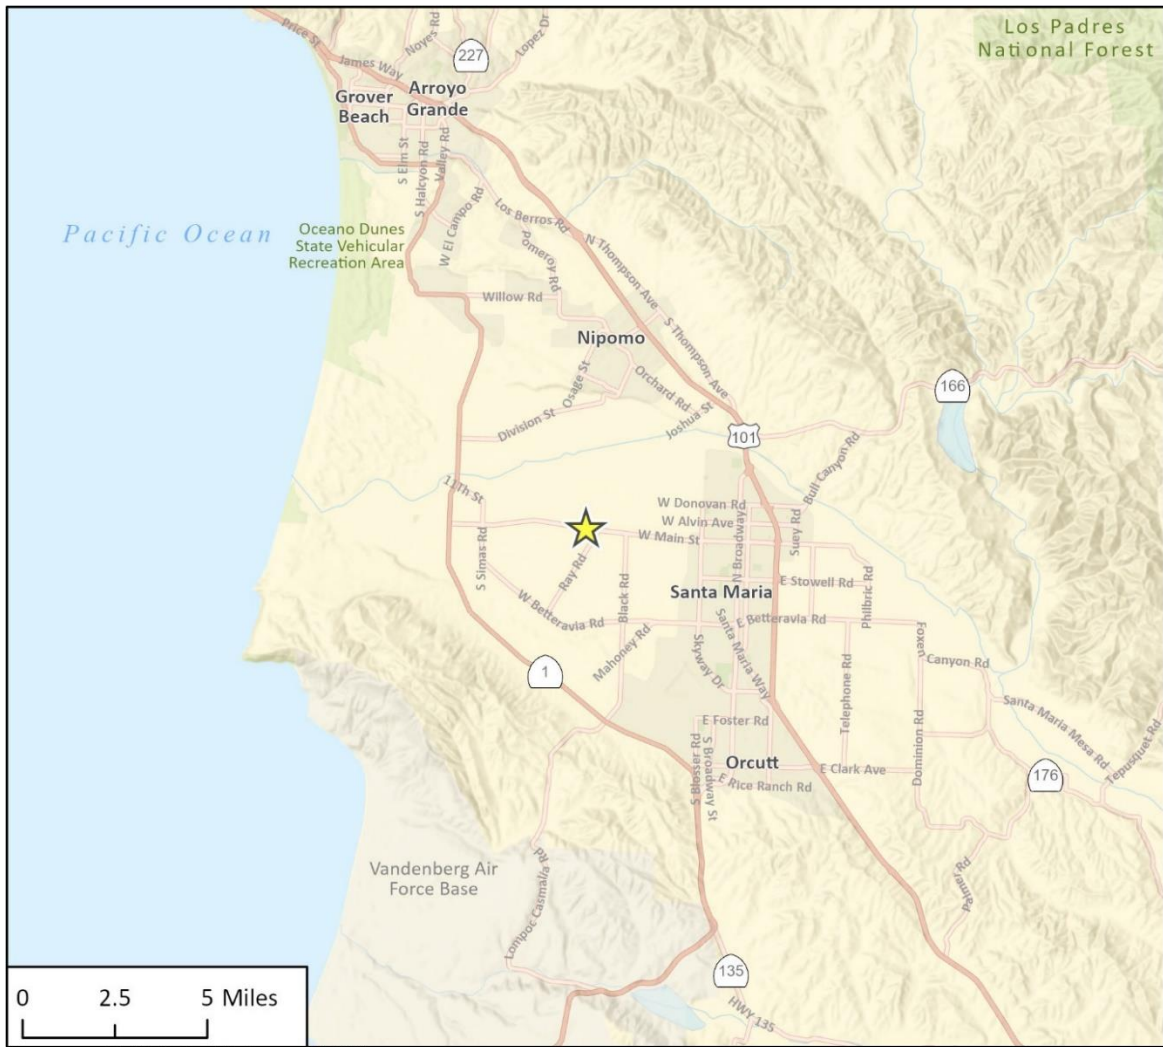 Los Padres
National Forest
Price St
Noyes Rd
227
Lopez Dr
James Way
Arroyo
Grande
Grover
Beach
S Elm St
S Halcyon Rd
Valley Rd
Pacific Ocean
Oceano Dunes
State Vehicular
Recreation Area
W El Campo Rd
Los Berros Rd
Pomeroy Rd
N Thompson Ave
Willow Rd
S Thompson Ave
Nipomo
Osage St
Orchard Rd
Joshua St
166
Division St
101
Bull Canyon Rd
11Th St
W Donovan Rd
W Alvin Ave
W Main St
N Broadway
Suey Rd
S Simas Rd
Ray Rd
Black Rd
E Stowell Rd
Philbric Rd
Santa Maria
W Betteravia Rd
E Betteravia Rd
Mahoney Rd
Skyway Dr
Santa Maria Way
Foxen
Canyon Rd
1
Telephone Rd
Dominion Rd
Santa Maria Mesa Rd
Tepusquet Rd
E Foster Rd
S Blosser Rd
S Broadway St
Orcutt
E Clark Ave
E Rice Ranch Rd
176
Palmer Rd
Vandenberg Air
Force Base
Lompoc Casmalia Rd
135
HWY 135
0 2.5 5 Miles